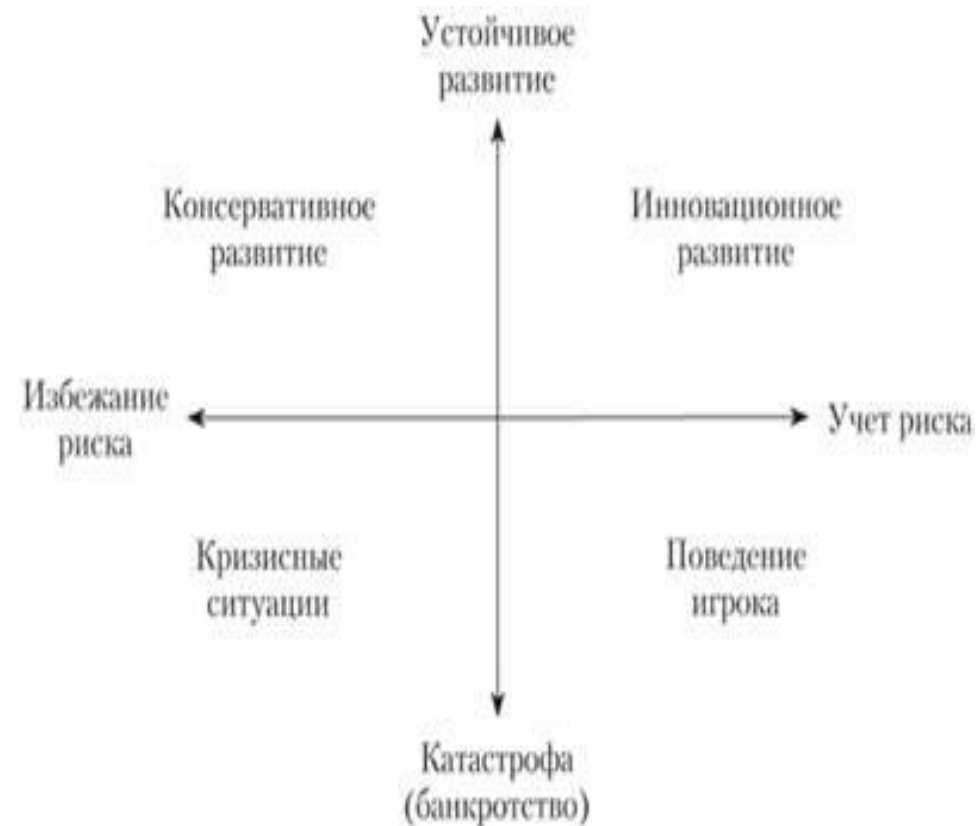 Устойчивое
развитие
Консервативное
развитие
Инновационное
развитие
Избежание
риска
Учет риска
Кризисные
ситуации
Поведение
игрока
Катастрофа
(банкротство)